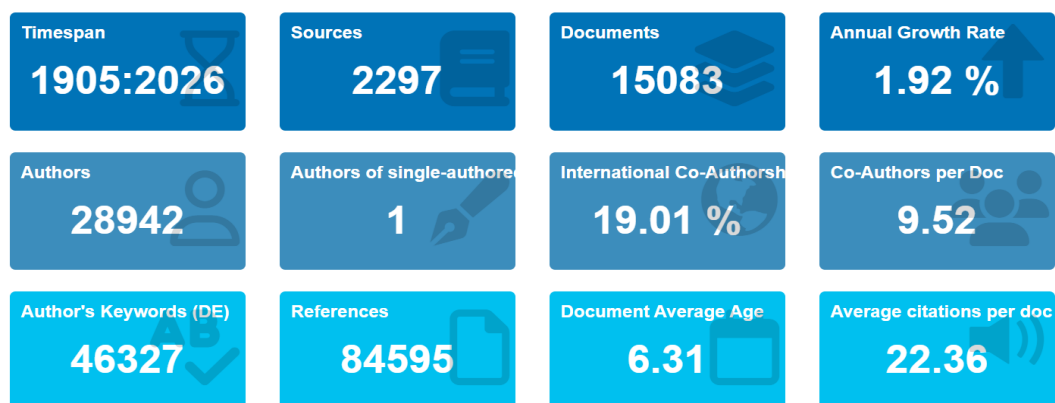 Timespan
1905:2026
Sources
2297
Documents
15083
Annual Growth Rate
1.92 %
Authors
28942
Authors of single-authored
1
International Co-Authorsh
19.01 %
Co-Authors per Doc
9.52
Author's Keywords (DE)
46327
References
84595
Document Average Age
6.31
Average citations per doc
22.36